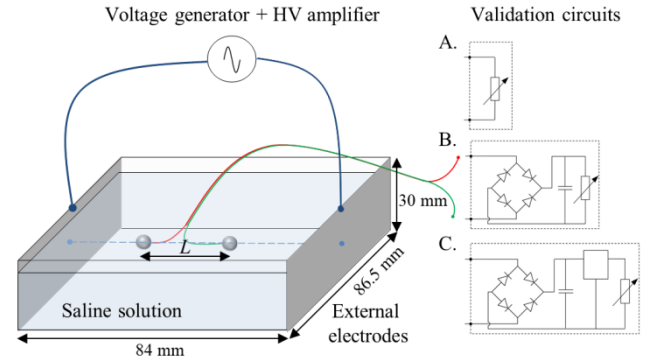 Voltage generator + HV amplifier
Validation circuits
A.
B.
C.
30 mm
L
86.5 mm
Saline solution
External
electrodes
84 mm